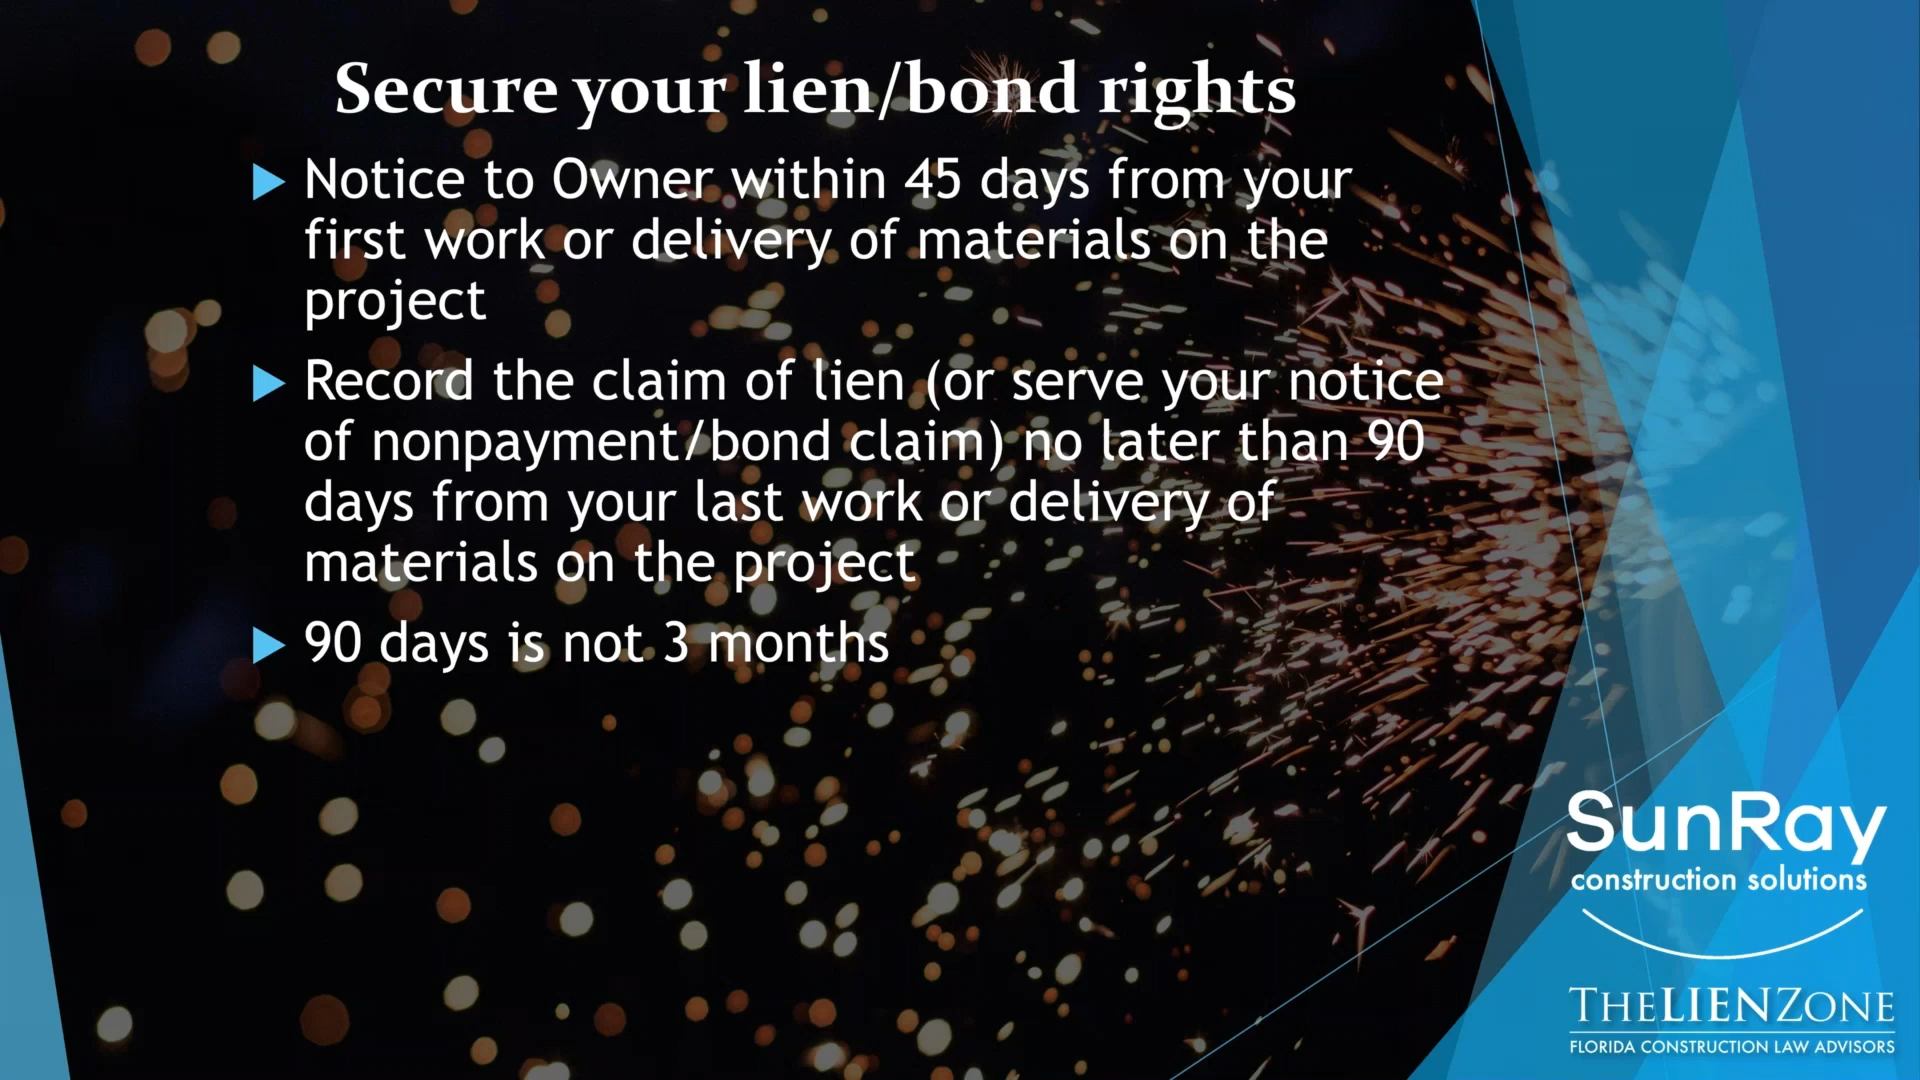 Secure your lien/bond rights
Notice to Owner within 45 days from your
first work or delivery of materials on the
project
Record the claim of lien (or serve your notice
of nonpayment/bond claim) no later than 90
days from your last work or delivery of
materials on the project
90 days is not 3 months
SunRay
construction solutions
THELIENZONE
FLORIDA CONSTRUCTION LAW ADVISORS